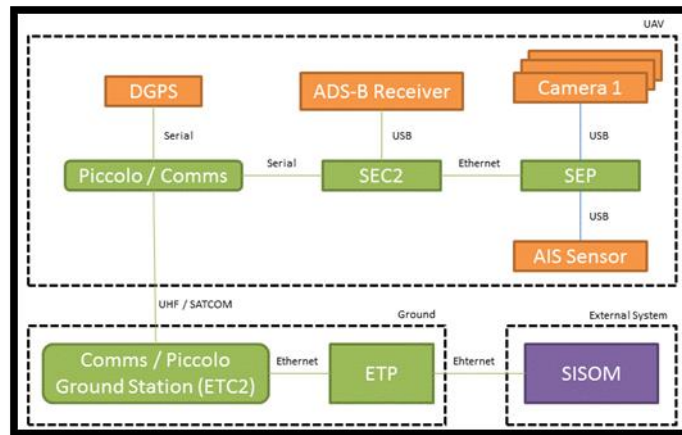 UAV
DGPS
ADS-B Receiver
Camera 1
Serial
USB
USB
Piccolo / Comms
Serial
SEC2
Ethernet
SEP
USB
AIS Sensor
UHF / SATCOM
Ground
External System
Comms / Piccolo
Ground Station (ETC2)
Ethernet
ETP
Ehternet
SISOM